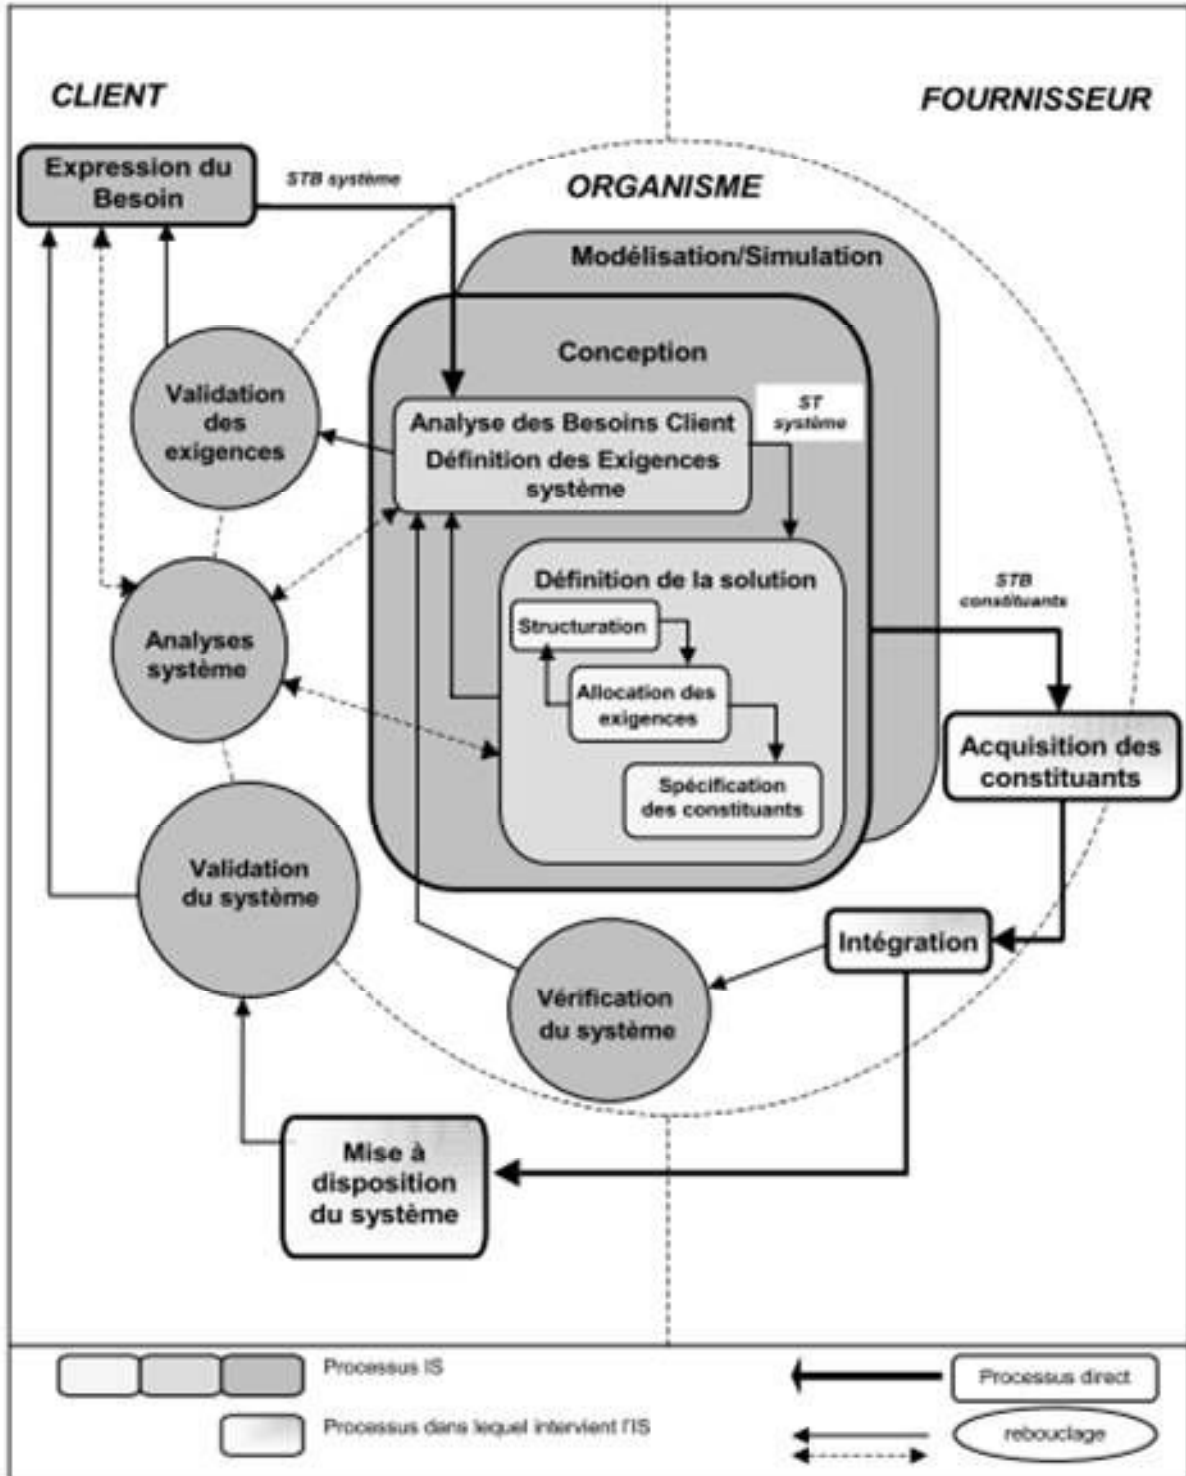 CLIENT
FOURNISSEUR
Expression du
Besoin
STB système
ORGANISME
Modélisation/Simulation
Conception
Validation
des
exigences
Analyse des Besoins Client
Définition des Exigences
système
ST
système
Définition de la solution
Structuration
Allocation des
exigences
Spécification
des constituants
STB
constituants
Analyses
système
Acquisition des
constituants
Validation
du système
Intégration
Vérification
du système
Mise à
disposition
du système
Processus IS
Processus dans lequel intervient l'IS
Processus direct
rebouclage